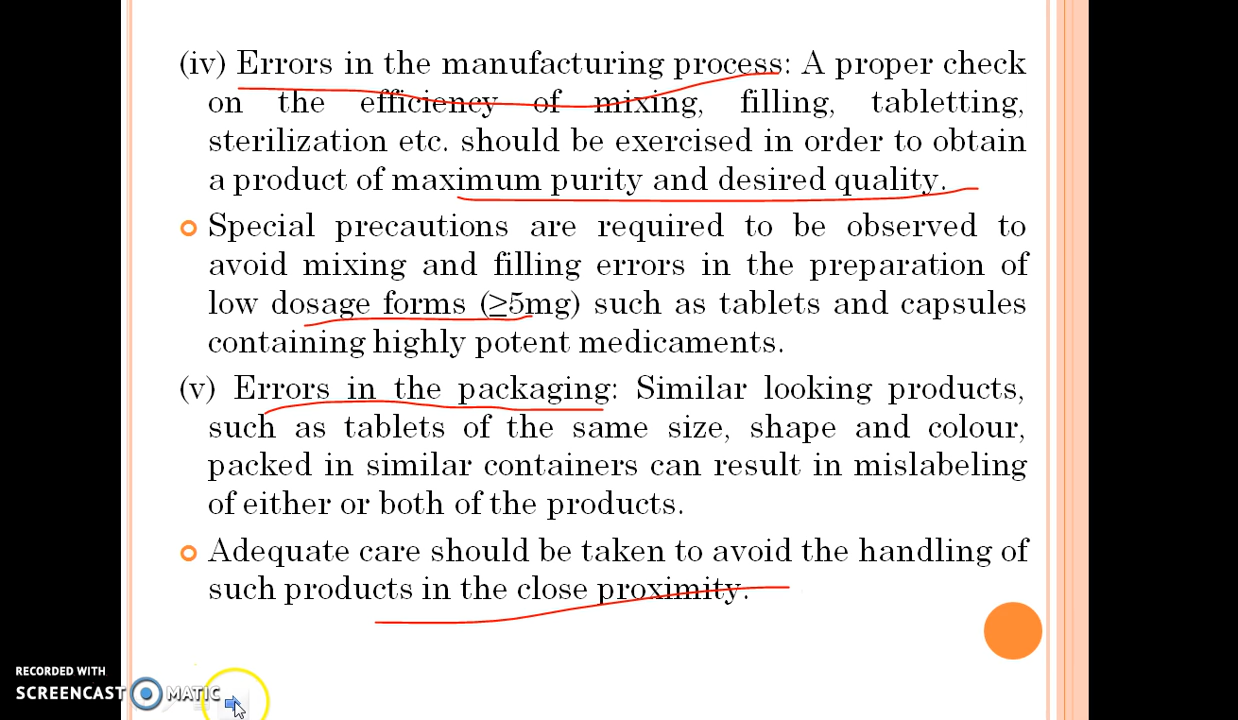 (iv) Errors in the manufacturing process: A proper check
on the efficiency of mixing, filling, tabletting,
sterilization etc. should be exercised in order to obtain
a product of maximum purity and desired quality.
Special precautions are required to be observed to
avoid mixing and filling errors in the preparation of
low dosage forms (≥5mg) such as tablets and capsules
containing highly potent medicaments.
(v) Errors in the packaging: Similar looking products,
such as tablets of the same size, shape and colour,
packed in similar containers can result in mislabeling
of either or both of the products.
Adequate care should be taken to avoid the handling of
such products in the close proximity.
RECORDED WITH
SCREENCAST MATIC